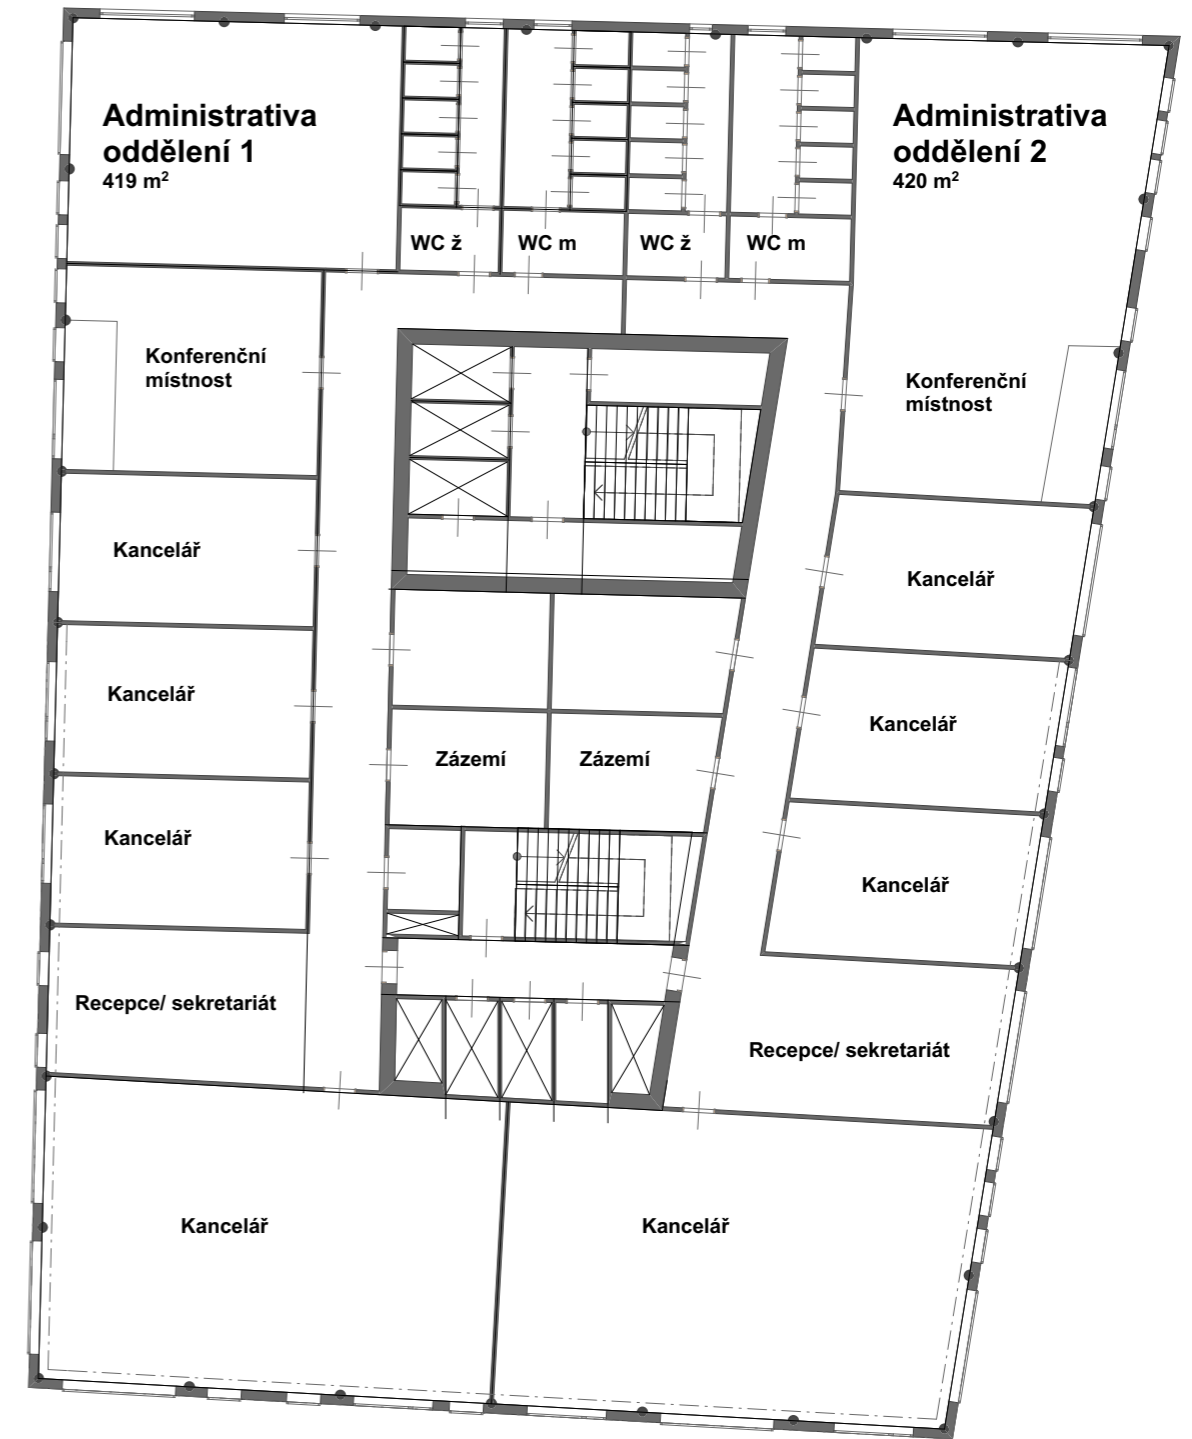 Administrativa
oddělení 1
419 m²
Administrativa
oddělení 2
420 m²
WC ž
WC m
WC ž
WC m
Konferenční
místnost
Konferenční
místnost
Kancelář
Kancelář
Kancelář
Kancelář
Zázemí
Zázemí
Kancelář
Kancelář
Recepce/ sekretariát
Recepce/ sekretariát
Kancelář
Kancelář